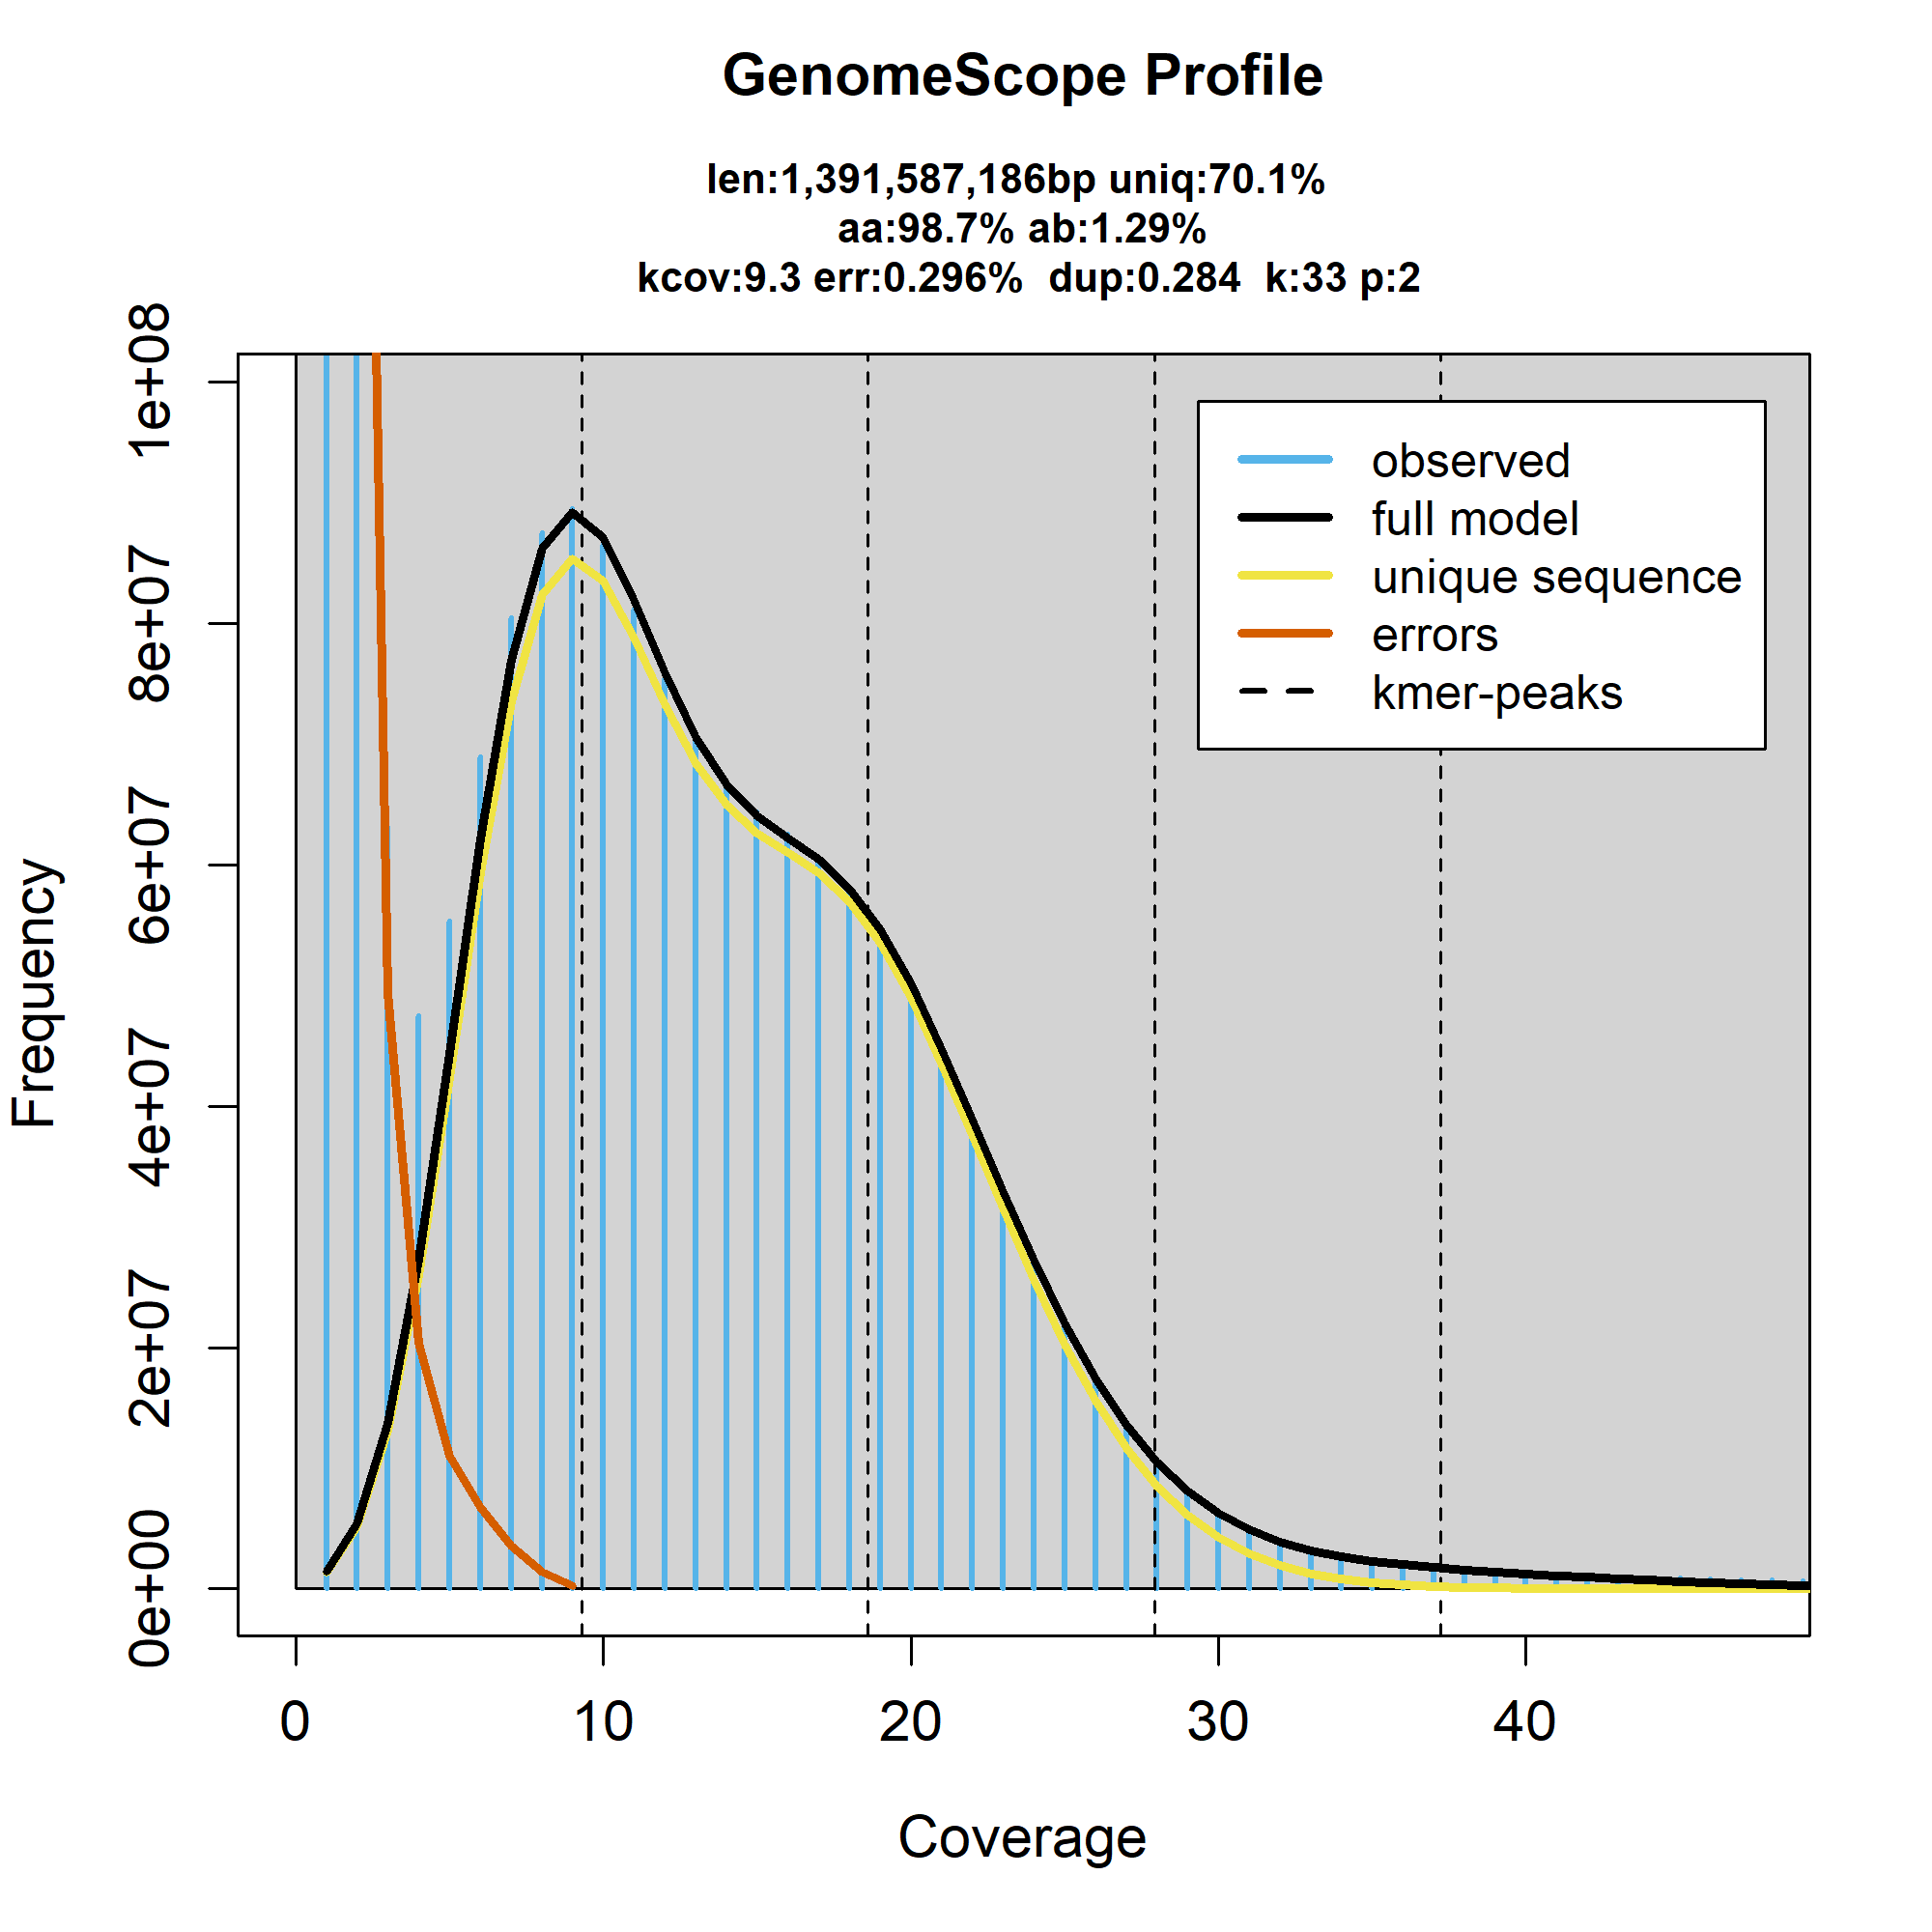 GenomeScope Profile
len:1,391,587,186bp uniq:70.1%
aa:98.7% ab:1.29%
kcov:9.3 err:0.296% dup:0.284 k:33 p:2
observed
full model
unique sequence
errors
kmer-peaks
Frequency
1e+08
8e+07
6e+07
4e+07
2e+07
0e+00
0 10 20 30 40
Coverage